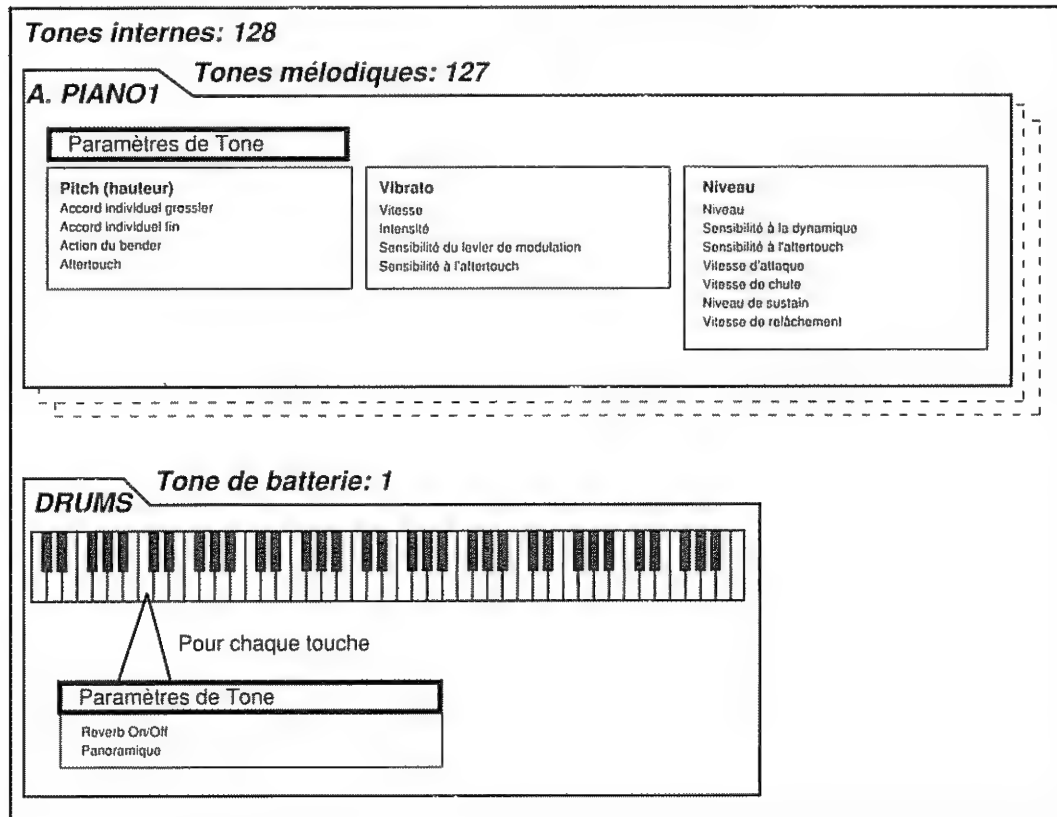 Tones internes: 128
Tones mélodiques: 127
A. PIANO1
Paramètres de Tone
Pitch (hauteur)
Accord individuel grossier
Accord individuel fin
Action du bender
Aftertouch
Vibrato
Vitesse
Intensité
Sensibilité du levier de modulation
Sensibilité à l'aftertouch
Niveau
Niveau
Sensibilité à la dynamique
Sensibilité à l'aftertouch
Vitesse d'attaque
Vitesse de chute
Niveau de sustain
Vitesse de relâchement
Tone de batterie: 1
DRUMS
Pour chaque touche
Paramètres de Tone
Reverb On/Off
Panoramique